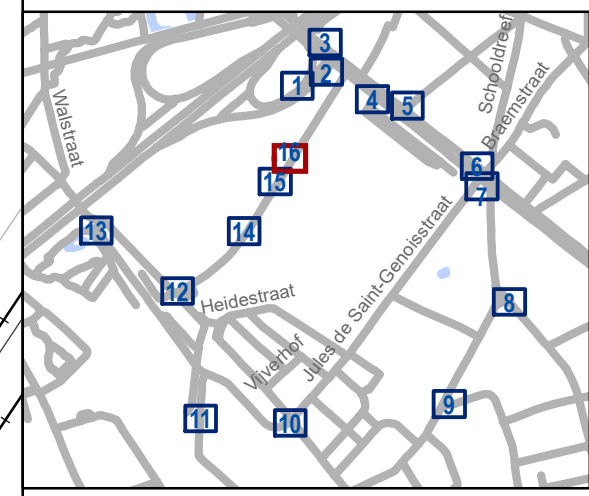 Schooldreef
3
2
1
4
5
Braemstraat
Walstraat
16
6
15
7
13
14
Jules de Saint-Genoisstraat
12
Heidestraat
8
Vijverhof
9
11
10